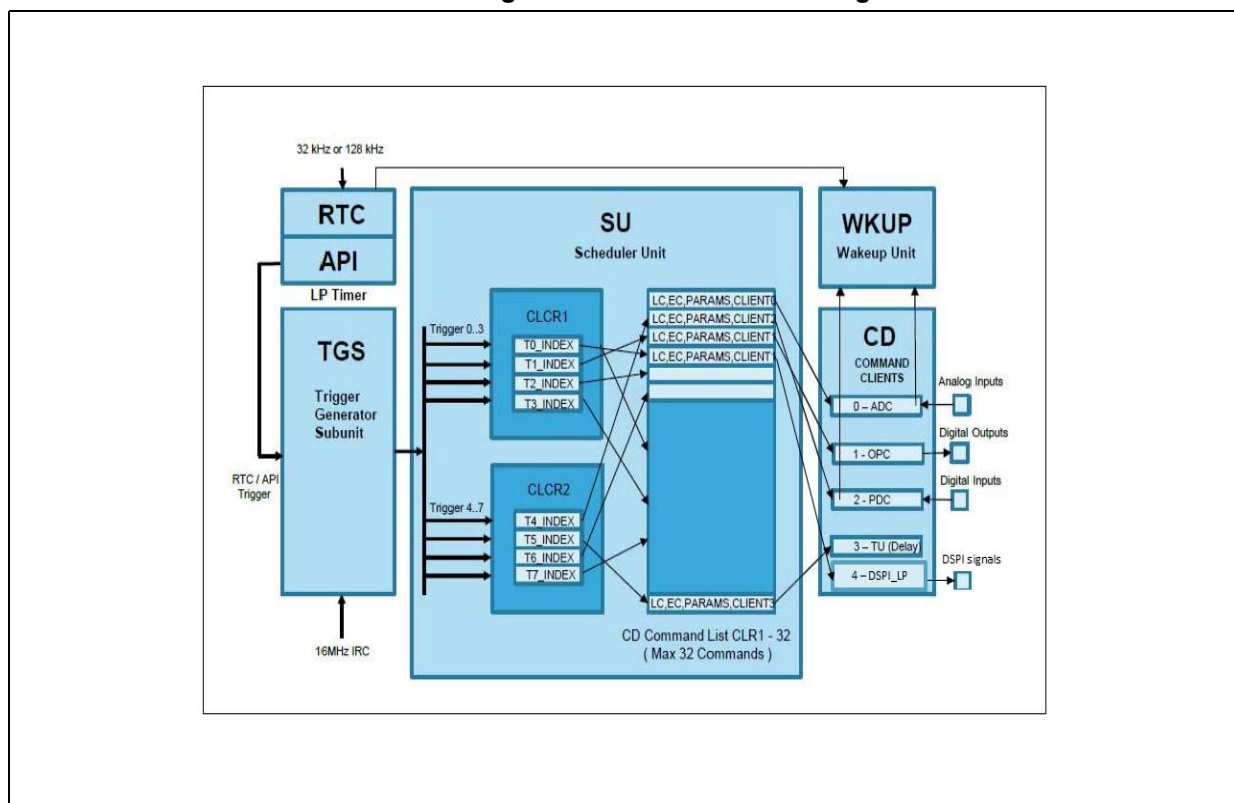 32 kHz or 128 kHz
RTC
API
LP Timer
TGS
Trigger
Generator
Subunit
RTC / API
Trigger
16MHz IRC
SU
Scheduler Unit
CLCR1
Trigger 0..3
T0_INDEX
T1_INDEX
T2_INDEX
T3_INDEX
CLCR2
Trigger 4..7
T4_INDEX
T5_INDEX
T6_INDEX
T7_INDEX
LC,EC,PARAMS,CLIENT0
LC,EC,PARAMS,CLIENT2
LC,EC,PARAMS,CLIENT1
LC,EC,PARAMS,CLIENT1
LC,EC,PARAMS,CLIENT3
CD Command List CLR1 - 32
( Max 32 Commands )
WKUP
Wakeup Unit
CD
COMMAND
CLIENTS
0 – ADC
1 - OPC
2 - PDC
3 – TU (Delay)
4 – DSPI_LP
Analog Inputs
Digital Outputs
Digital Inputs
DSPI signals